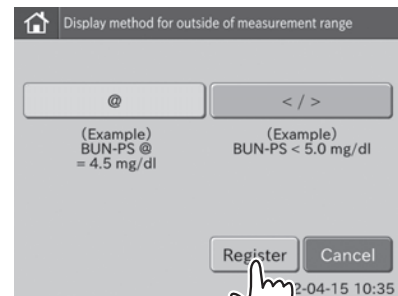 Display method for outside of measurement range
@
< / >
(Example)
BUN-PS @
= 4.5 mg/dl
(Example)
BUN-PS < 5.0 mg/dl
Register
Cancel
2-04-15 10:35